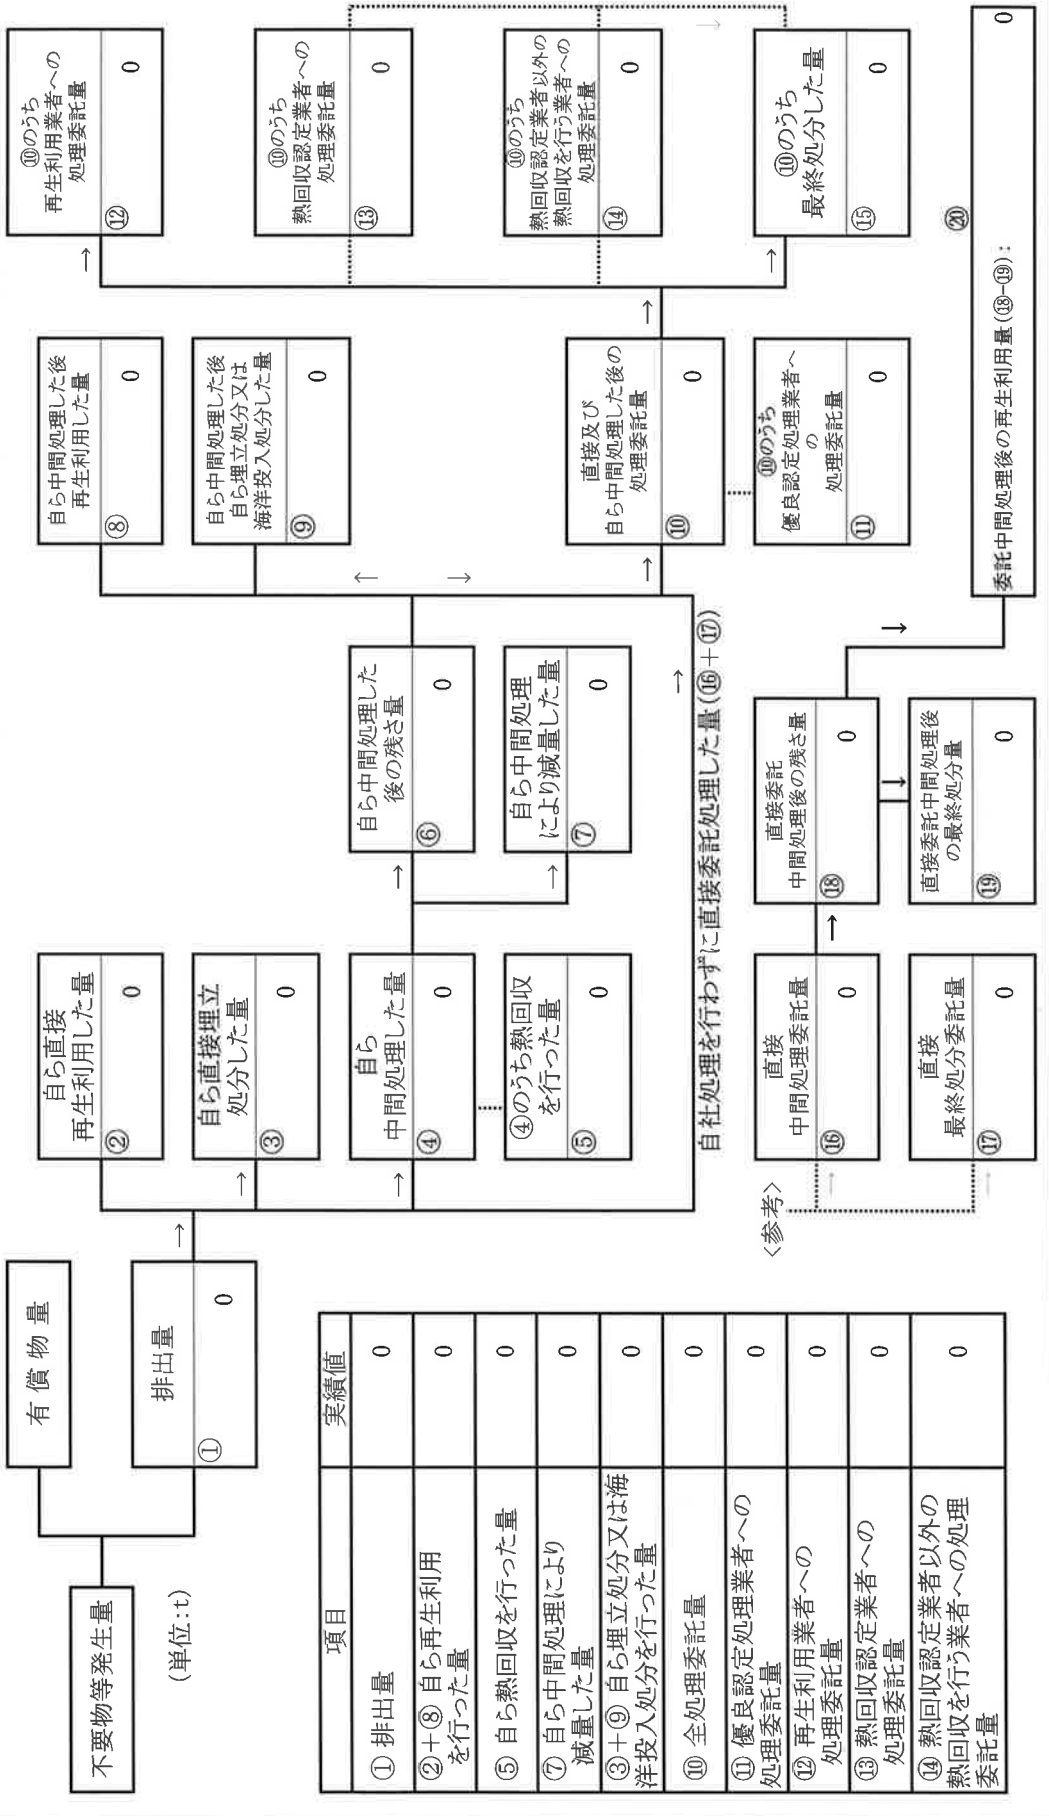 不要物等発生量
(単位:t)
有 償 物 量
排出量
①
0
→
自ら直接
再生利用した量
②
0
→
自ら直接埋立
処分した量
③
0
→
自ら
中間処理した量
④
0
④のうち熱回収
を行った量
⑤
0
→
自ら中間処理した
後の残さ量
⑥
0
→
自ら中間処理
により減量した量
⑦
0
自ら中間処理した後
再生利用した量
⑧
0
自ら中間処理した後
自ら埋立処分又は
海洋投入処分した量
⑨
0
↑
↓
→
→
直接及び
自ら中間処理した後の
処理委託量
⑩
0
⑩のうち
優良認定処理業者へ
の
処理委託量
⑪
0
→
→
⑩のうち
再生利用業者への
処理委託量
⑫
0
⑩のうち
熱回収認定業者への
処理委託量
⑬
0
⑩のうち
熱回収認定業者以外の
熱回収を行う業者への
処理委託量
⑭
0
→
⑩のうち
最終処分した量
⑮
0
↓
自社処理を行わずに直接委託処理した量(⑯+⑰)
<参考>
→
直接
中間処理委託量
⑯
0
→
直接
最終処分委託量
⑰
0
→
直接委託
中間処理後の残さ量
⑱
0
↓
直接委託中間処理後
の最終処分量
⑲
0
↓
⑳
委託中間処理後の再生利用量(⑱-⑲):
0
項目
実績値
① 排出量
0
②+⑧ 自ら再生利用
を行った量
0
⑤ 自ら熱回収を行った量
0
⑦ 自ら中間処理により
減量した量
0
③+⑨ 自ら埋立処分又は海
洋投入処分を行った量
0
⑩ 全処理委託量
0
⑪ 優良認定処理業者への
処理委託量
0
⑫ 再生利用業者への
処理委託量
0
⑬ 熱回収認定業者への
処理委託量
0
⑭ 熱回収認定業者以外の
熱回収を行う業者への処理
委託量
0